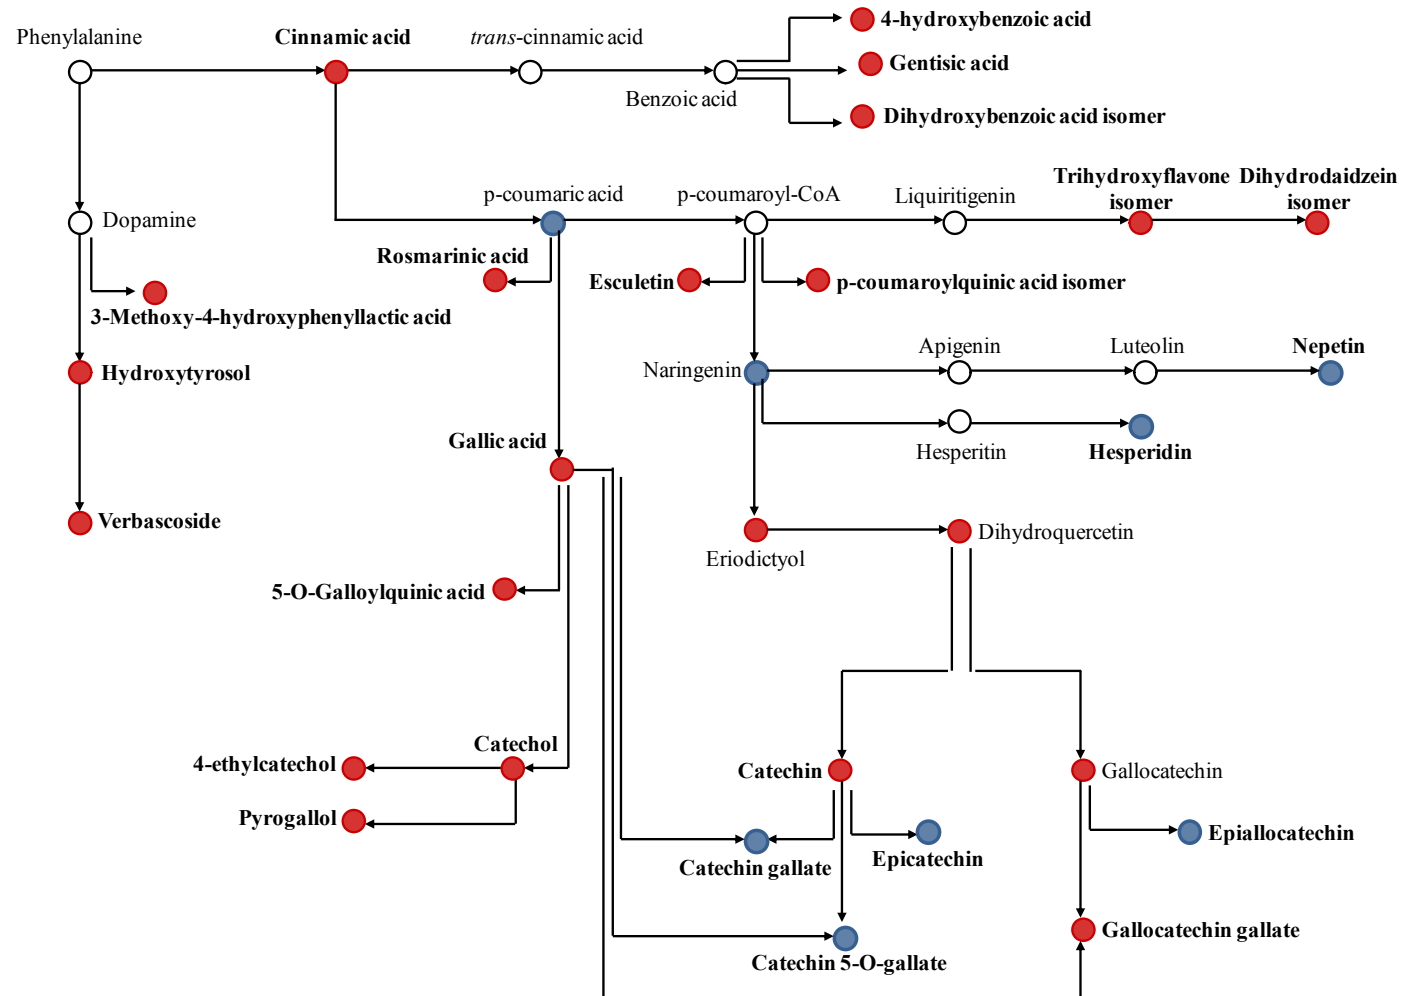 4-hydroxybenzoic acid
Phenylalanine
Cinnamic acid
trans-cinnamic acid
Gentisic acid
Benzoic acid
Dihydroxybenzoic acid isomer
Trihydroxyflavone
isomer
Dihydrodaidzein
isomer
p-coumaric acid
p-coumaroyl-CoA
Liquiritigenin
Dopamine
Rosmarinic acid
Esculetin
p-coumaroylquinic acid isomer
3-Methoxy-4-hydroxyphenyllactic acid
Apigenin
Luteolin
Nepetin
Hydroxytyrosol
Naringenin
Gallic acid
Hesperitin
Hesperidin
Verbascoside
Eriodictyol
Dihydroquercetin
5-O-Galloylquinic acid
Catechol
4-ethylcatechol
Catechin
Gallocatechin
Pyrogallol
Catechin gallate
Epicatechin
Epiallocatechin
Gallocatechin gallate
Catechin 5-O-gallate